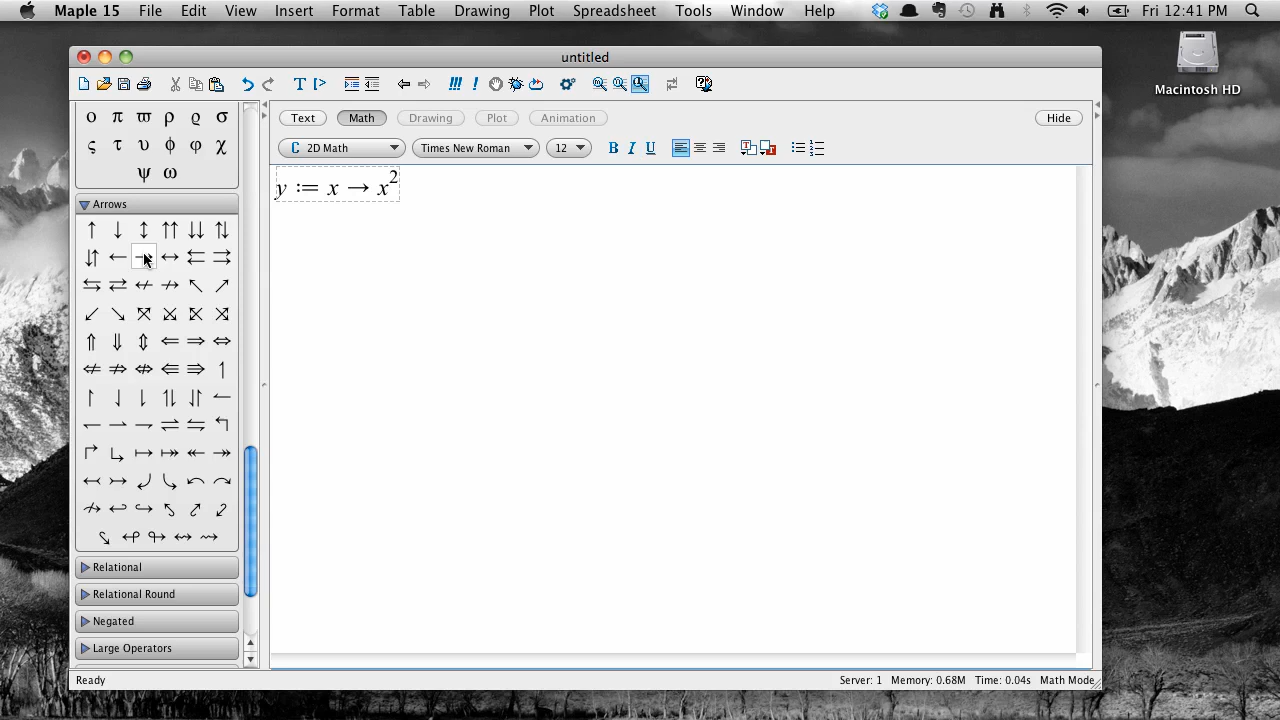 Maple 15 File Edit View Insert Format Table Drawing Plot Spreadsheet Tools Window Help Fri 12:41 PM
untitled
Macintosh HD
Text Math Drawing Plot Animation Hide
C 2D Math Times New Roman 12 B I U
y := x → x²
ο π ϖ ρ ϱ σ
ς τ υ ϕ φ χ
ψ ω
Arrows
↑ ↓ ↕ ⇈ ⇊ ⇅
⇵ ← → ↔ ⇇ ⇉
⇆ ⇄ ↚ ↛ ↖ ↗
Relational
Relational Round
Negated
Large Operators
Ready Server: 1 Memory: 0.68M Time: 0.04s Math Mode